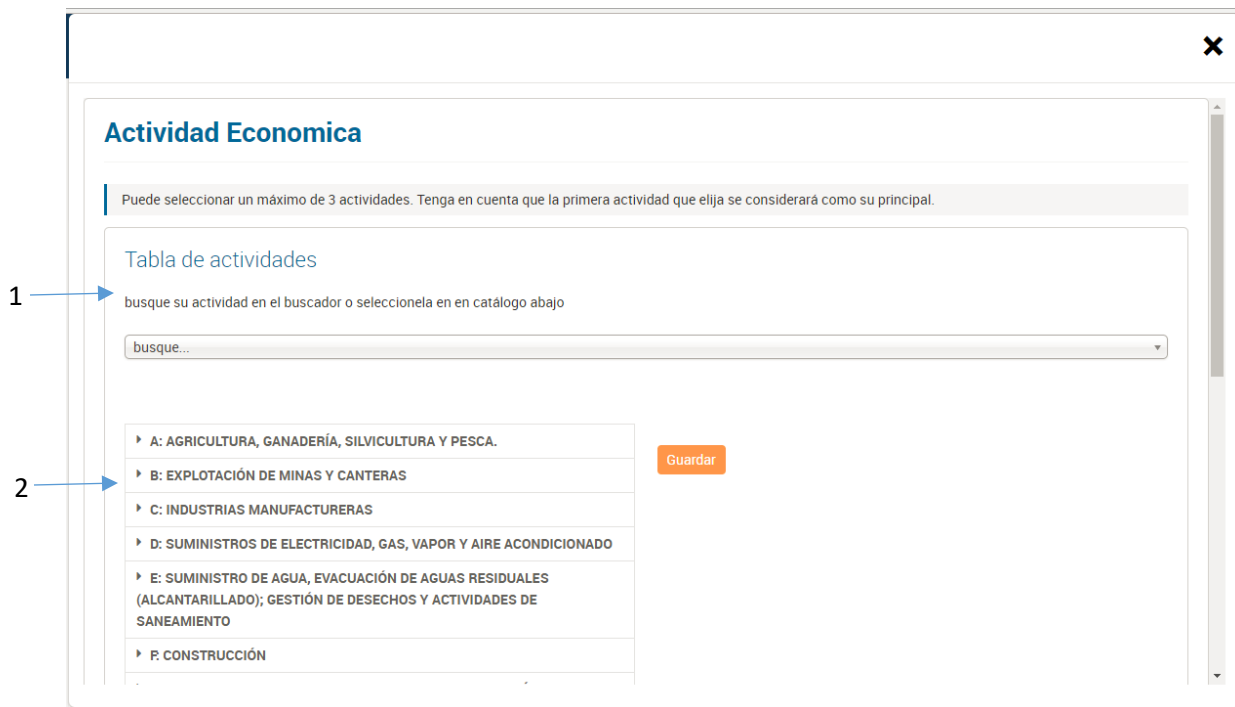 Actividad Economica
Puede seleccionar un máximo de 3 actividades. Tenga en cuenta que la primera actividad que elija se considerará como su principal.
Tabla de actividades
1
busque su actividad en el buscador o seleccionela en en catálogo abajo
busque...
A: AGRICULTURA, GANADERÍA, SILVICULTURA Y PESCA.
Guardar
B: EXPLOTACIÓN DE MINAS Y CANTERAS
2
C: INDUSTRIAS MANUFACTURERAS
D: SUMINISTROS DE ELECTRICIDAD, GAS, VAPOR Y AIRE ACONDICIONADO
E: SUMINISTRO DE AGUA, EVACUACIÓN DE AGUAS RESIDUALES
(ALCANTARILLADO); GESTIÓN DE DESECHOS Y ACTIVIDADES DE
SANEAMIENTO
F: CONSTRUCCIÓN